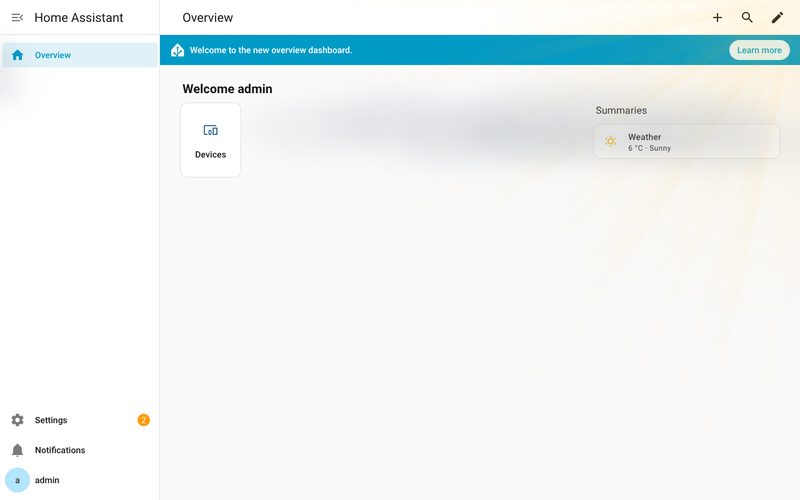 Home Assistant
Overview
Overview
Welcome to the new overview dashboard.
Learn more
Welcome admin
Devices
Summaries
Weather
6 °C · Sunny
Settings
2
Notifications
a
admin